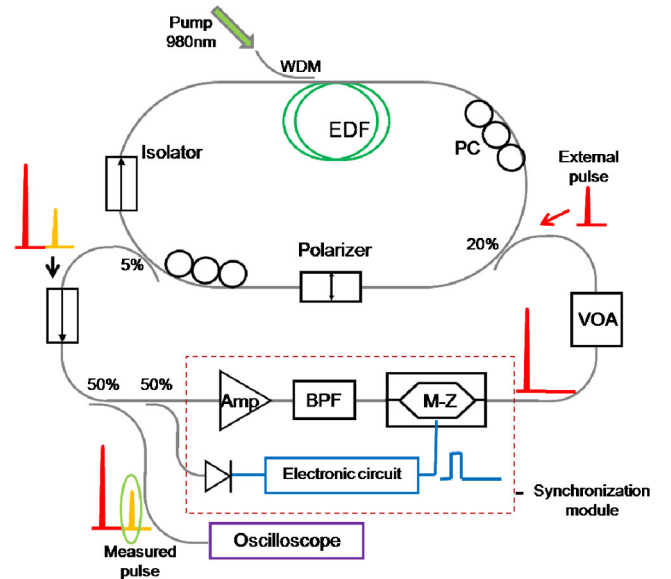 Pump
980nm
WDM
EDF
PC
Isolator
External
pulse
Polarizer
20%
5%
VOA
50%
50%
Amp
BPF
M-Z
Electronic circuit
Synchronization
module
Oscilloscope
Measured
pulse